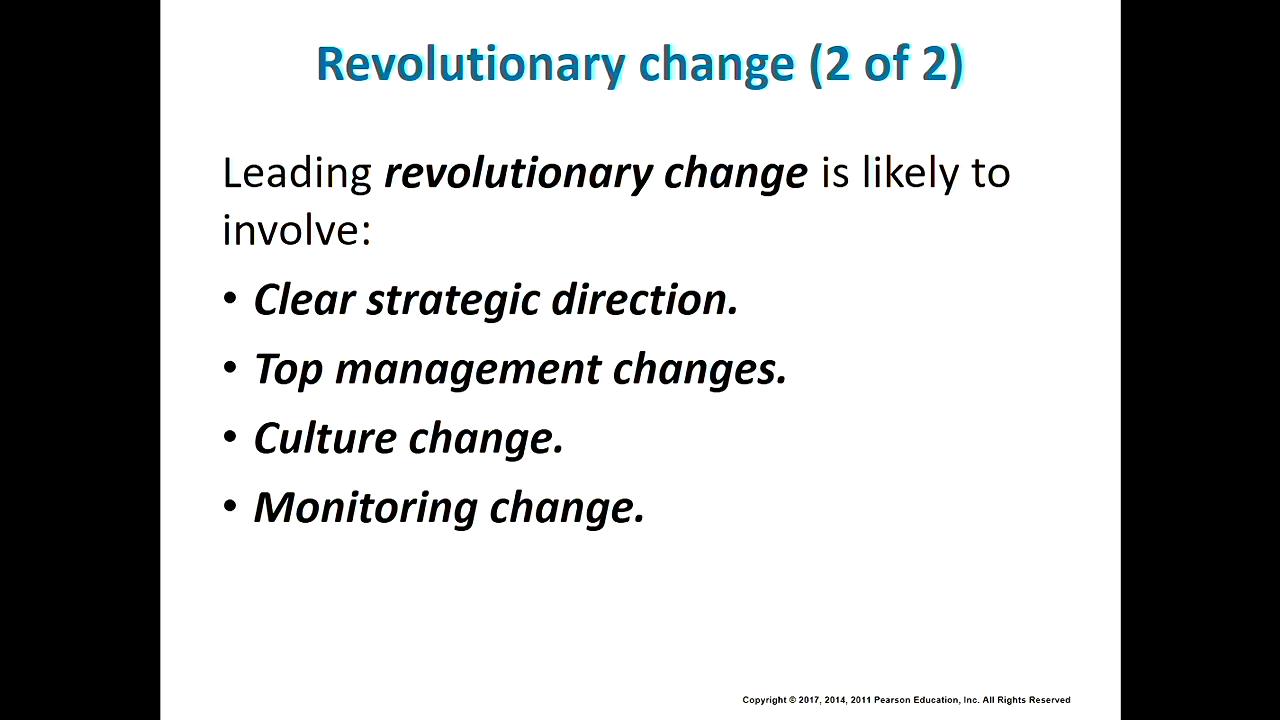 Revolutionary change (2 of 2)
Leading revolutionary change is likely to
involve:
• Clear strategic direction.
• Top management changes.
• Culture change.
• Monitoring change.
Copyright © 2017, 2014, 2011 Pearson Education, Inc. All Rights Reserved